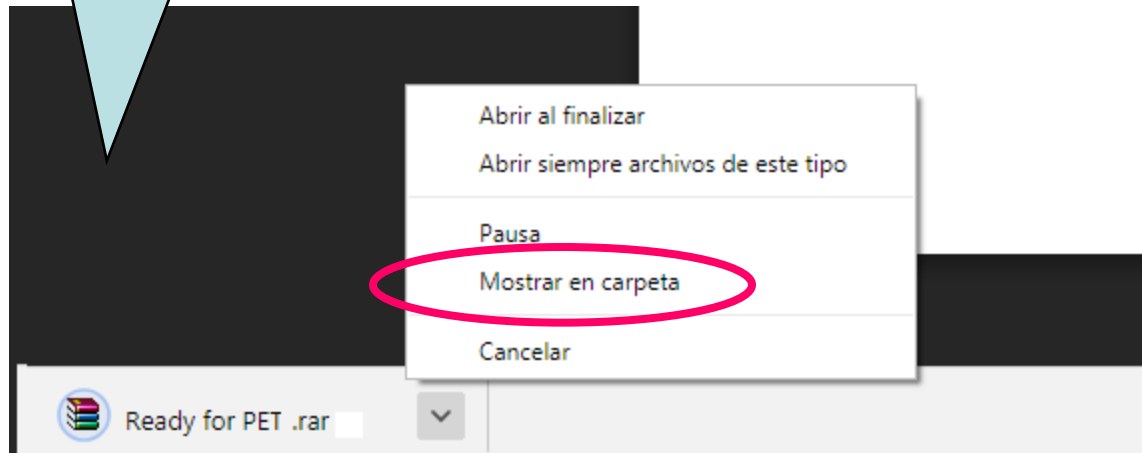 Abrir al finalizar
Abrir siempre archivos de este tipo
Pausa
Mostrar en carpeta
Cancelar
Ready for PET .rar